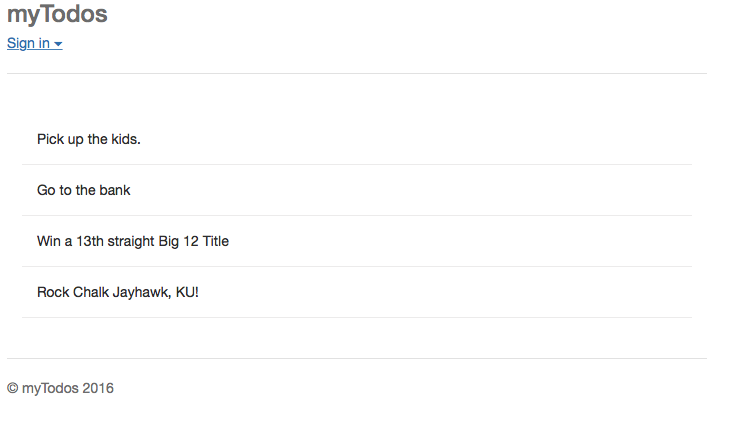 myTodos
Sign in
Pick up the kids.
Go to the bank
Win a 13th straight Big 12 Title
Rock Chalk Jayhawk, KU!
© myTodos 2016